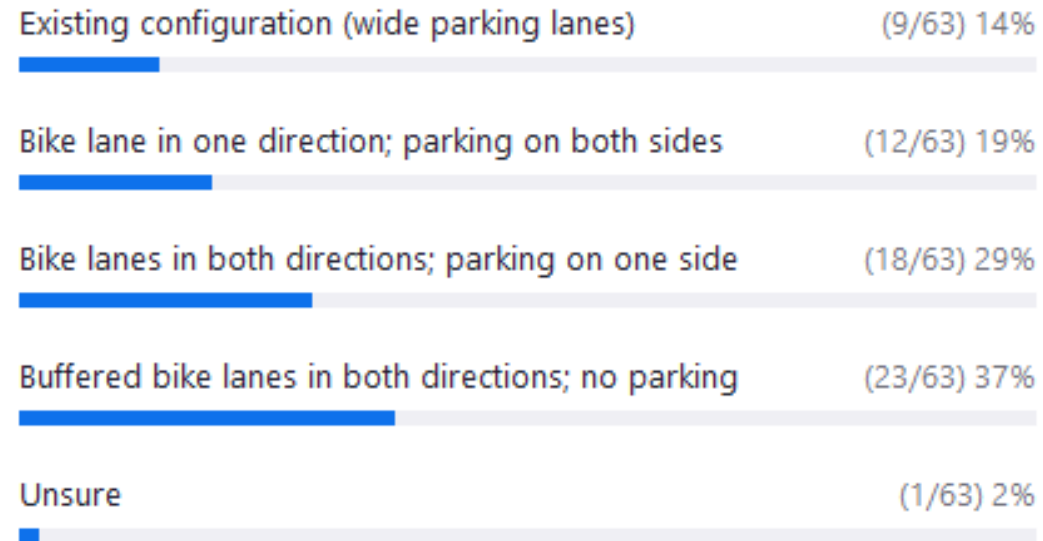 Existing configuration (wide parking lanes) (9/63) 14%
Bike lane in one direction; parking on both sides (12/63) 19%
Bike lanes in both directions; parking on one side (18/63) 29%
Buffered bike lanes in both directions; no parking (23/63) 37%
Unsure (1/63) 2%